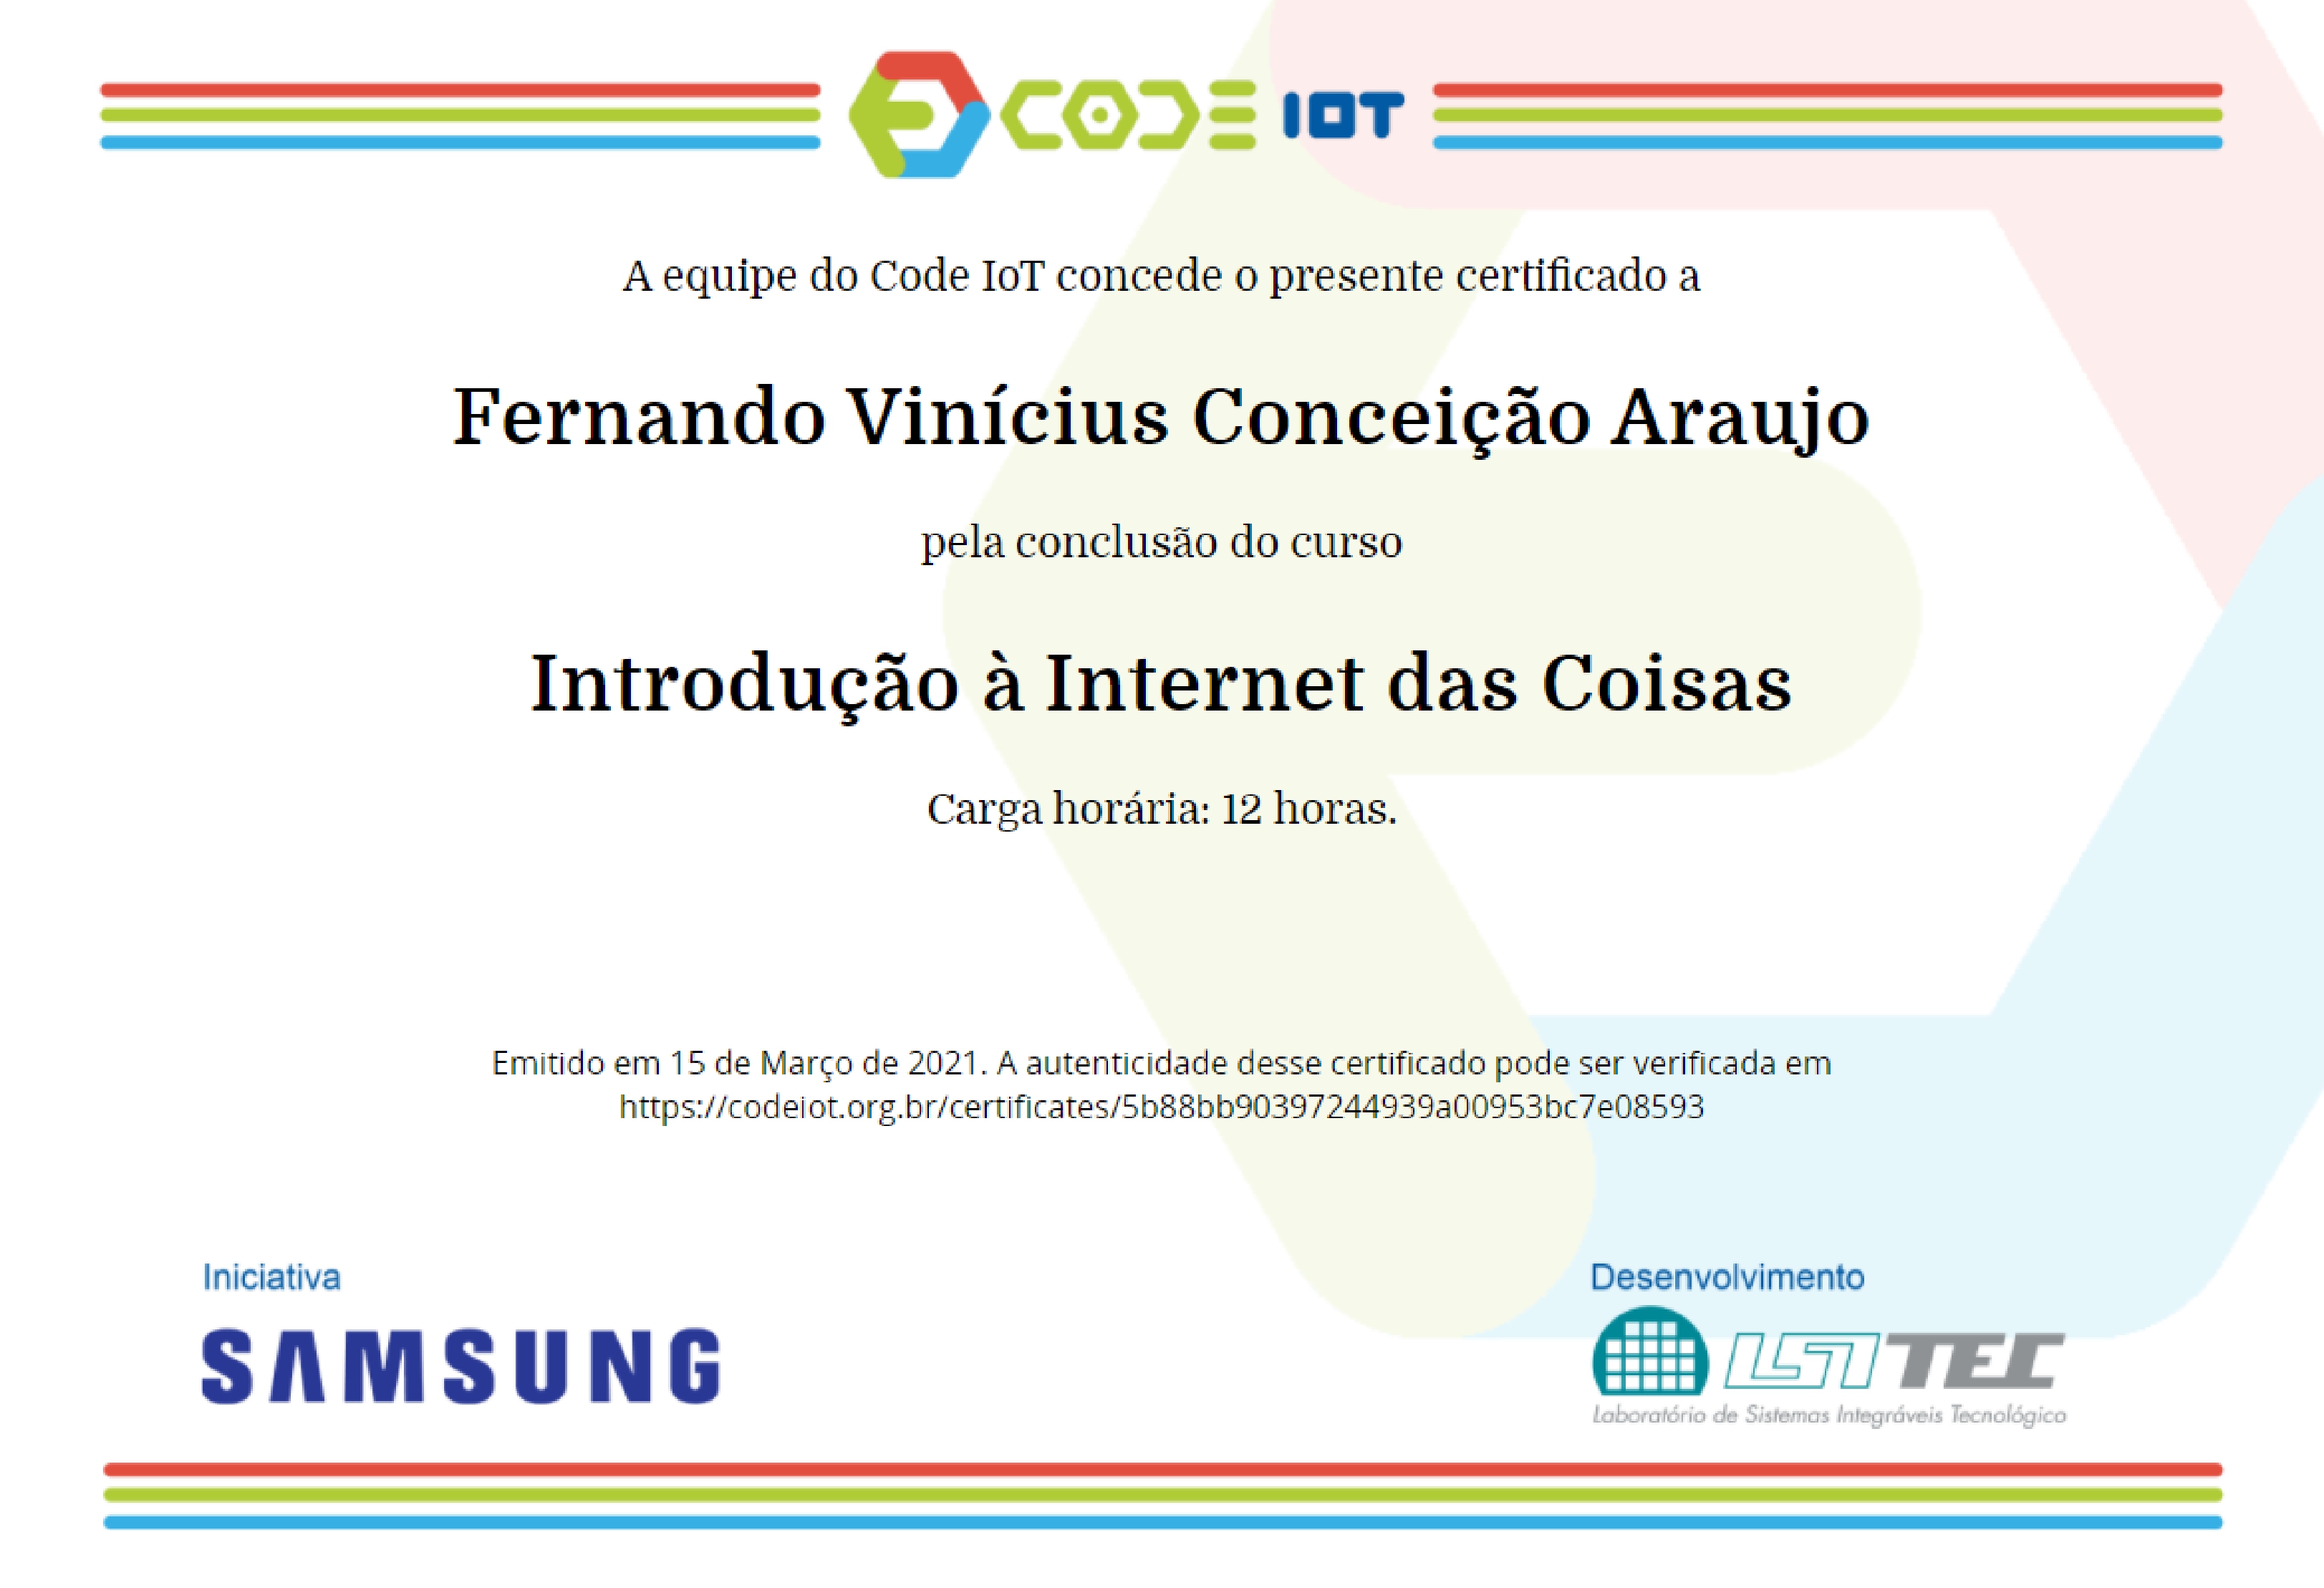 CODE IOT
A equipe do Code IoT concede o presente certificado a
Fernando Vinícius Conceição Araujo
pela conclusão do curso
Introdução à Internet das Coisas
Carga horária: 12 horas.
Emitido em 15 de Março de 2021. A autenticidade desse certificado pode ser verificada em
https://codeiot.org.br/certificates/5b88bb90397244939a00953bc7e08593
Iniciativa
SAMSUNG
Desenvolvimento
LSI TEC
Laboratório de Sistemas Integráveis Tecnológico